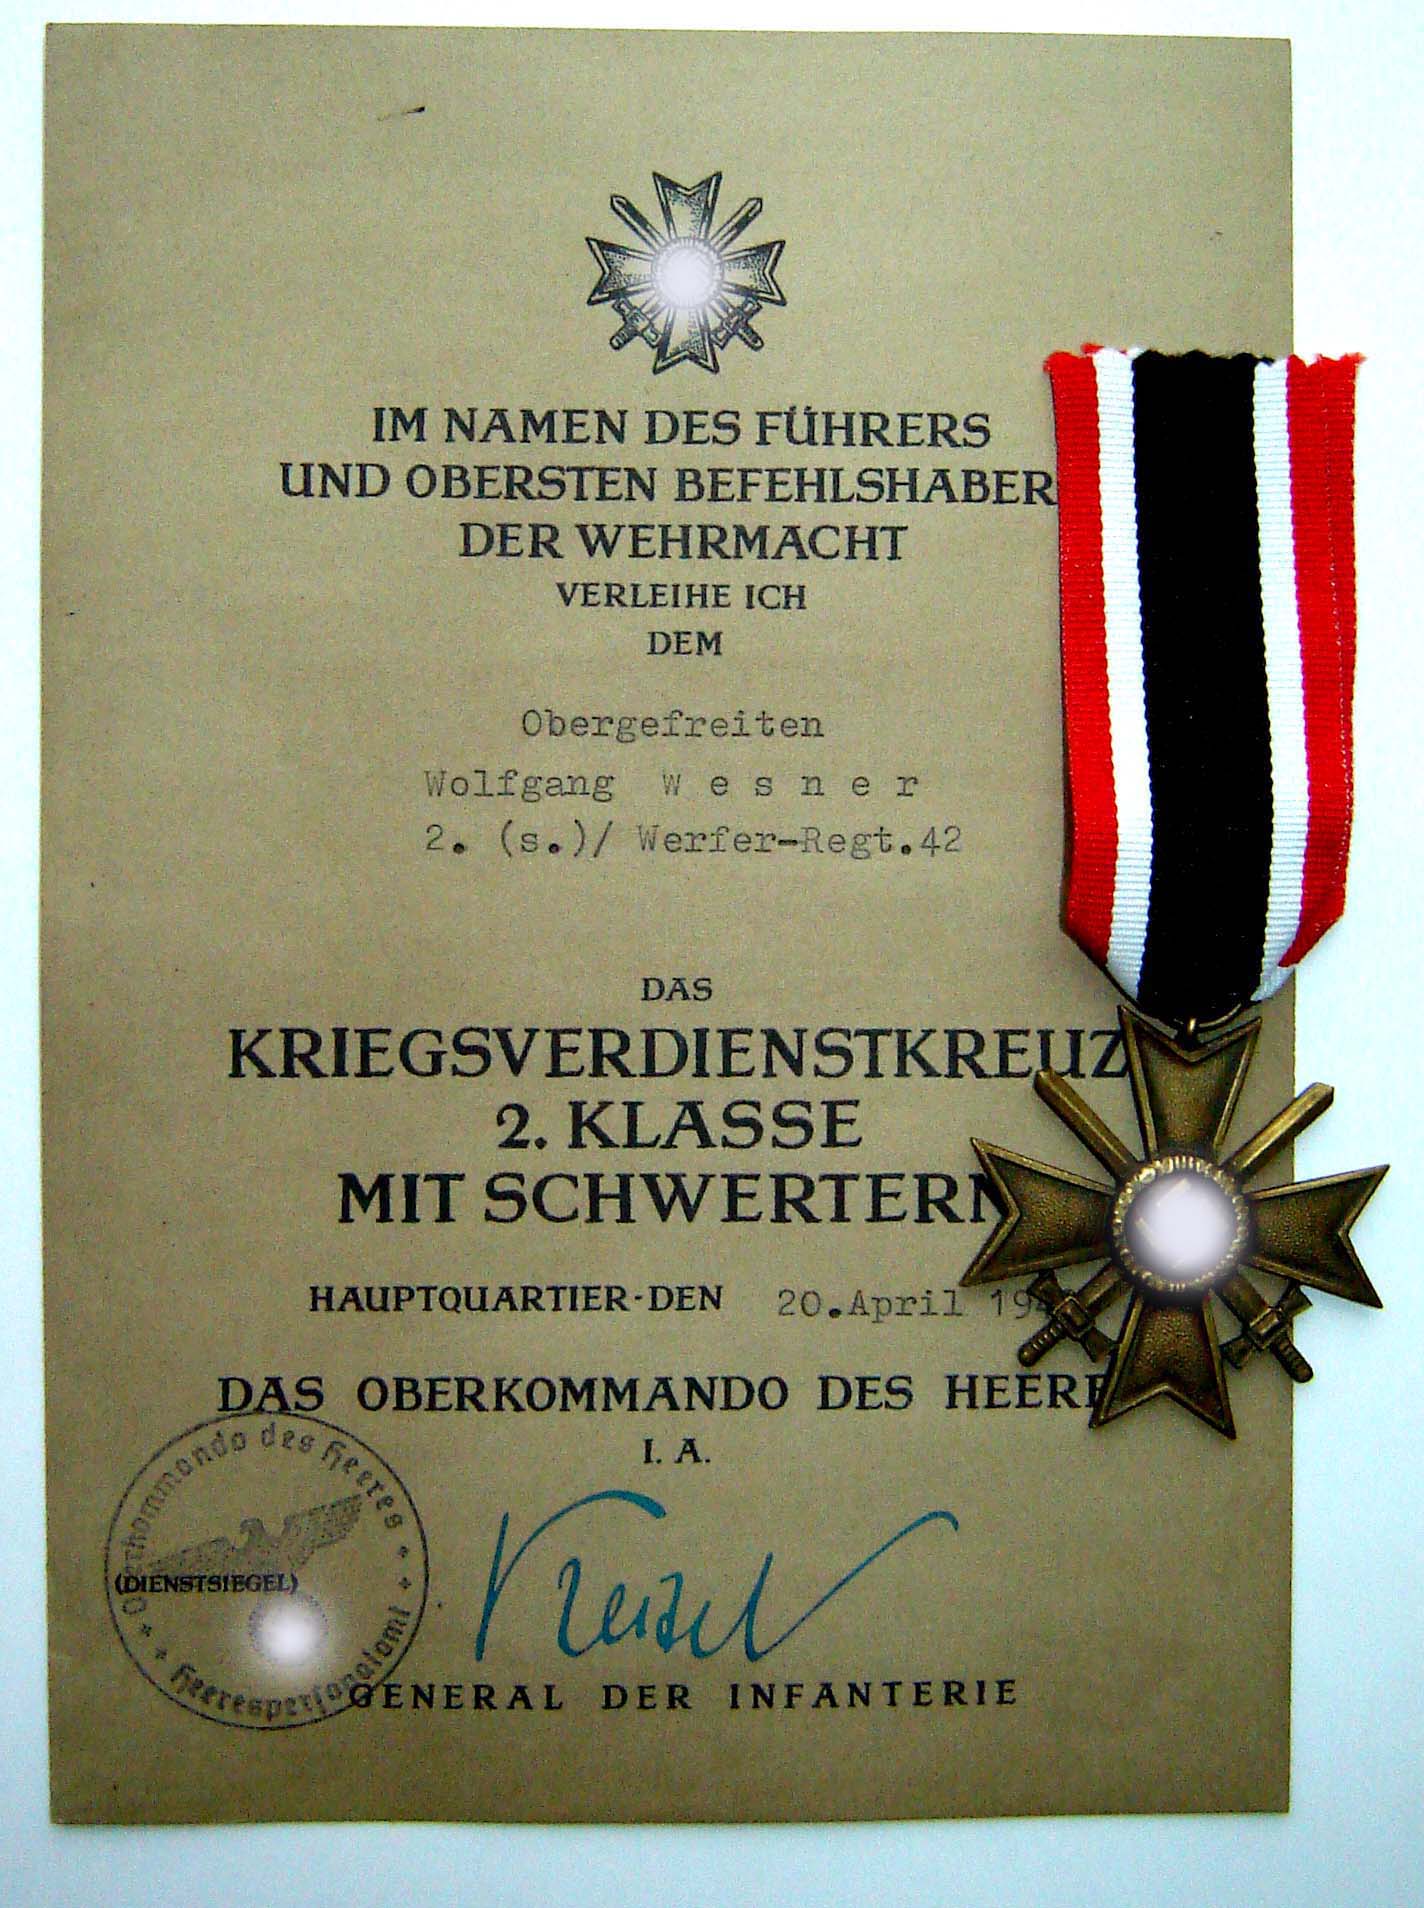 IM NAMEN DES FÜHRERS
UND OBERSTEN BEFEHLSHABER
DER WEHRMACHT
VERLEIHE ICH
DEM
Obergefreiten
Wolfgang W e s n e r
2. (s.)/ Werfer-Regt.42
DAS
KRIEGSVERDIENSTKREUZ
2. KLASSE
MIT SCHWERTERN
HAUPTQUARTIER-DEN 20.April
DAS OBERKOMMANDO DES
I. A.
Oberkommando des Heeres
(DIENSTSIEGEL)
Heerespersonalamt
GENERAL DER INFANTERIE